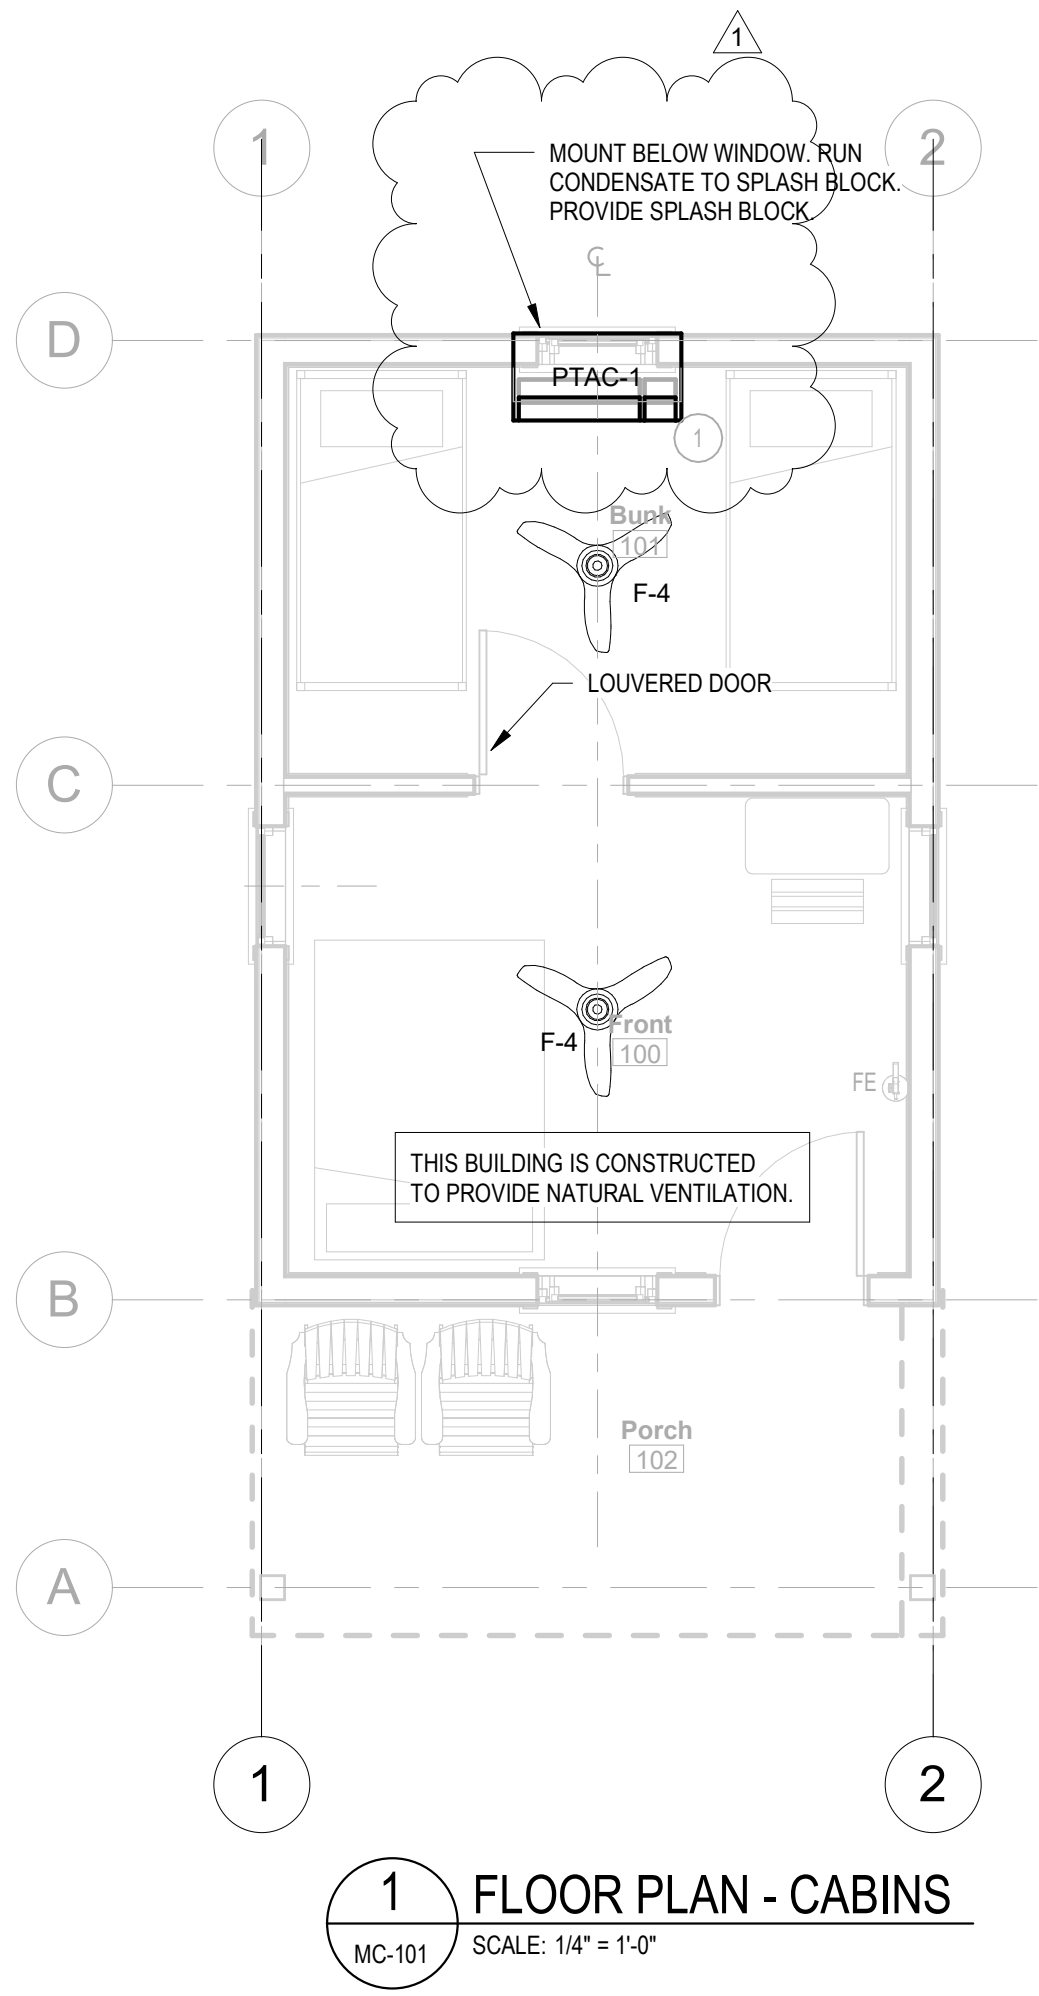 1
1
2
MOUNT BELOW WINDOW. RUN
CONDENSATE TO SPLASH BLOCK.
PROVIDE SPLASH BLOCK.
℄
D
PTAC-1
1
Bunk
101
F-4
LOUVERED DOOR
C
Front
F-4
100
FE
THIS BUILDING IS CONSTRUCTED
TO PROVIDE NATURAL VENTILATION.
B
Porch
102
A
1
2
1
MC-101
FLOOR PLAN - CABINS
SCALE: 1/4" = 1'-0"